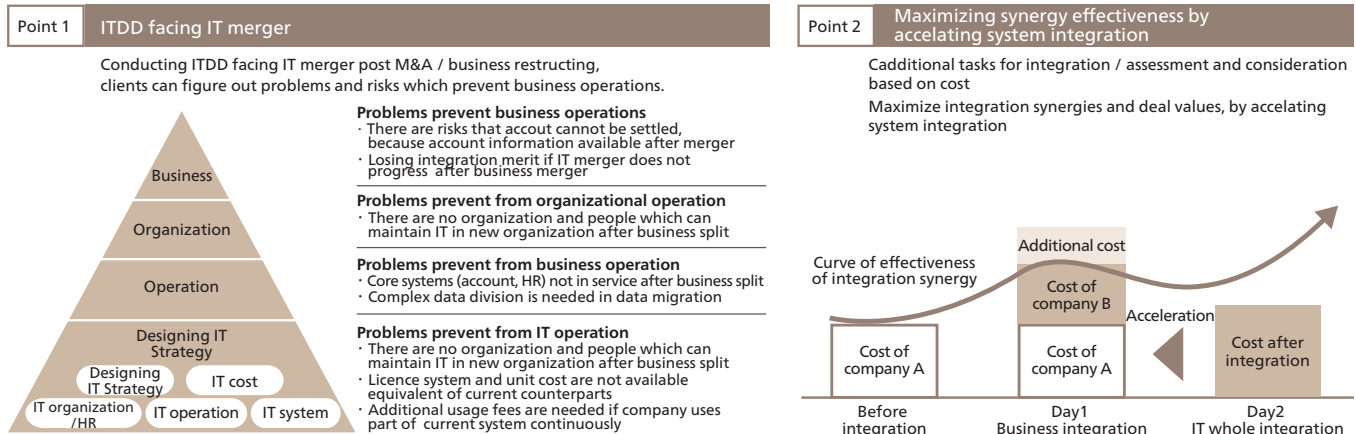 Point 1
ITDD facing IT merger
Conducting ITDD facing IT merger post M&A / business restructing,
clients can figure out problems and risks which prevent business operations.
Business
Organization
Operation
Designing IT
Strategy
Designing
IT Strategy
IT cost
IT organization
/HR
IT operation
IT system
Problems prevent business operations
· There are risks that accout cannot be settled,
because account information available after merger
· Losing integration merit if IT merger does not
progress after business merger
Problems prevent from organizational operation
· There are no organization and people which can
maintain IT in new organization after business split
Problems prevent from business operation
· Core systems (account, HR) not in service after business split
· Complex data division is needed in data migration
Problems prevent from IT operation
· There are no organization and people which can
maintain IT in new organization after business split
· Licence system and unit cost are not available
equivalent of current counterparts
· Additional usage fees are needed if company uses
part of current system continuously
Point 2
Maximizing synergy effectiveness by
accelating system integration
Cadditional tasks for integration / assessment and consideration
based on cost
Maximize integration synergies and deal values, by accelating
system integration
Curve of effectiveness
of integration synergy
Additional cost
Cost of
company B
Acceleration
Cost of
company A
Cost of
company A
Cost after
integration
Before
integration
Day1
Business integration
Day2
IT whole integration